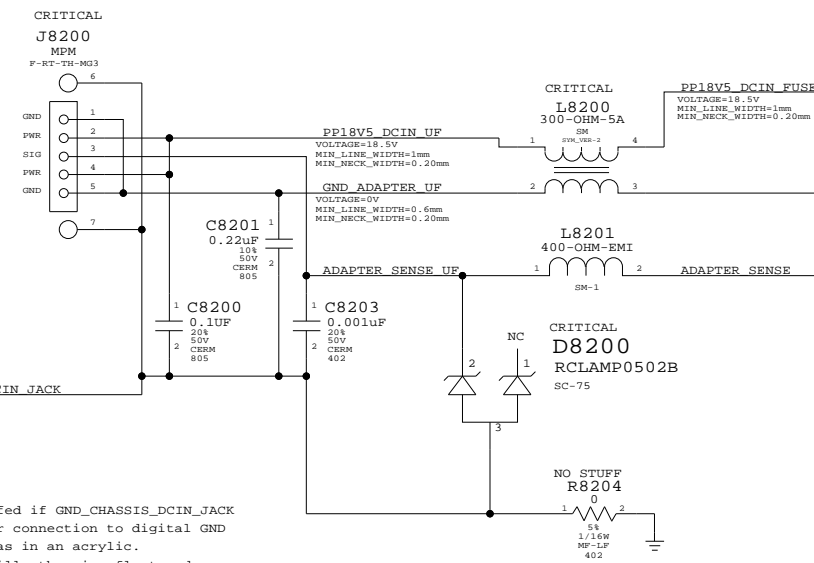 CRITICAL
J8200
MPM
F-RT-TH-MG3
6
GND 1
PWR 2
SIG 3
PWR 4
GND 5
7
PP18V5_DCIN_UF
VOLTAGE=18.5V
MIN_LINE_WIDTH=1mm
MIN_NECK_WIDTH=0.20mm
GND_ADAPTER_UF
VOLTAGE=0V
MIN_LINE_WIDTH=0.6mm
MIN_NECK_WIDTH=0.20mm
CRITICAL
L8200
300-OHM-5A
SM
SYM_VER-2
1 4
2 3
PP18V5_DCIN_FUSE
VOLTAGE=18.5V
MIN_LINE_WIDTH=1mm
MIN_NECK_WIDTH=0.20mm
C8201
0.22uF
10%
50V
CERM
805
1
2
L8201
400-OHM-EMI
1 2
SM-1
ADAPTER_SENSE_UF
ADAPTER_SENSE
C8200
0.1UF
20%
50V
CERM
805
1
2
C8203
0.001uF
20%
50V
CERM
402
1
2
NC
CRITICAL
D8200
RCLAMP0502B
SC-75
2 1
3
CIN_JACK
NO STUFF
R8204
0
1 2
5%
1/16W
MF-LF
402
fed if GND_CHASSIS_DCIN_JACK
r connection to digital GND
as in an acrylic.